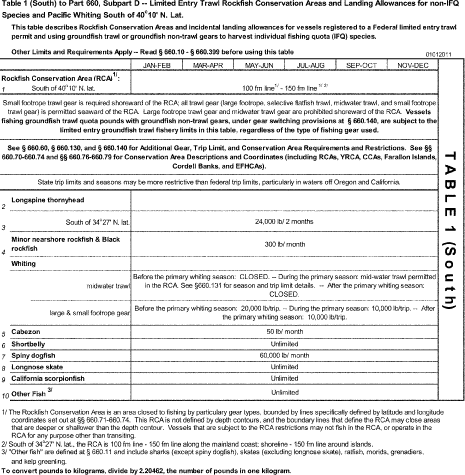 Table 1 (South) to Part 660, Subpart D -- Limited Entry Trawl Rockfish Conservation Areas and Landing Allowances for non-IFQ
Species and Pacific Whiting South of 40°10' N. Lat.
This table describes Rockfish Conservation Areas and incidental landing allowances for vessels registered to a Federal limited entry trawl
permit and using groundfish trawl or groundfish non-trawl gears to harvest individual fishing quota (IFQ) species.
Other Limits and Requirements Apply -- Read § 660.10 - § 660.399 before using this table
01012011
JAN-FEB MAR-APR MAY-JUN JUL-AUG SEP-OCT NOV-DEC
Rockfish Conservation Area (RCA)1/:
1 South of 40°10' N. lat. 100 fm line1/ - 150 fm line1/ 2/
Small footrope trawl gear is required shoreward of the RCA; all trawl gear (large footrope, selective flatfish trawl, midwater trawl, and small footrope
trawl gear) is permitted seaward of the RCA. Large footrope trawl gear and midwater trawl gear are prohibited shoreward of the RCA. Vessels
fishing groundfish trawl quota pounds with groundfish non-trawl gears, under gear switching provisions at § 660.140, are subject to the
limited entry groundfish trawl fishery limits in this table, regardless of the type of fishing gear used.
See § 660.60, § 660.130, and § 660.140 for Additional Gear, Trip Limit, and Conservation Area Requirements and Restrictions. See §§
660.70-660.74 and §§ 660.76-660.79 for Conservation Area Descriptions and Coordinates (including RCAs, YRCA, CCAs, Farallon Islands,
Cordell Banks, and EFHCAs).
State trip limits and seasons may be more restrictive than federal trip limits, particularly in waters off Oregon and California.
TABLE 1 (South)
2 Longspine thornyhead
3 South of 34°27' N. lat. 24,000 lb/ 2 months
4 Minor nearshore rockfish & Black
rockfish 300 lb/ month
Whiting
midwater trawl Before the primary whiting season: CLOSED. -- During the primary season: mid-water trawl permitted
in the RCA. See §660.131 for season and trip limit details. -- After the primary whiting season:
CLOSED.
large & small footrope gear Before the primary whiting season: 20,000 lb/trip. -- During the primary season: 10,000 lb/trip. -- After
the primary whiting season: 10,000 lb/trip.
5 Cabezon 50 lb/ month
6 Shortbelly Unlimited
7 Spiny dogfish 60,000 lb/ month
8 Longnose skate Unlimited
9 California scorpionfish Unlimited
10 Other Fish 3/ Unlimited
1/ The Rockfish Conservation Area is an area closed to fishing by particular gear types, bounded by lines specifically defined by latitude and longitude
coordinates set out at §§ 660.71-660.74. This RCA is not defined by depth contours, and the boundary lines that define the RCA may close areas
that are deeper or shallower than the depth contour. Vessels that are subject to the RCA restrictions may not fish in the RCA, or operate in the
RCA for any purpose other than transiting.
2/ South of 34°27' N. lat., the RCA is 100 fm line - 150 fm line along the mainland coast; shoreline - 150 fm line around islands.
3/ "Other fish" are defined at § 660.11 and include sharks (except spiny dogfish), skates (excluding longnose skate), ratfish, morids, grenadiers,
and kelp greenling.
To convert pounds to kilograms, divide by 2.20462, the number of pounds in one kilogram.